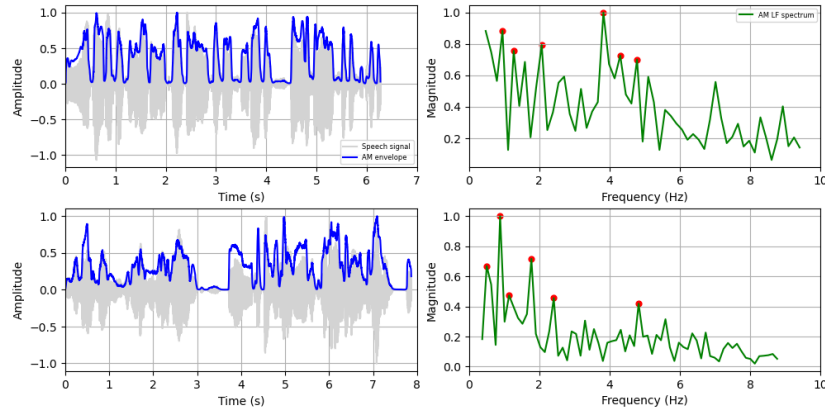 1.0
0.5
0.0
−0.5
−1.0
Amplitude
0 1 2 3 4 5 6 7
Time (s)
Speech signal
AM envelope
1.0
0.8
0.6
0.4
0.2
Magnitude
0 2 4 6 8 10
Frequency (Hz)
AM LF spectrum
1.0
0.5
0.0
−0.5
−1.0
Amplitude
0 1 2 3 4 5 6 7 8
Time (s)
1.0
0.8
0.6
0.4
0.2
0.0
Magnitude
0 2 4 6 8 10
Frequency (Hz)